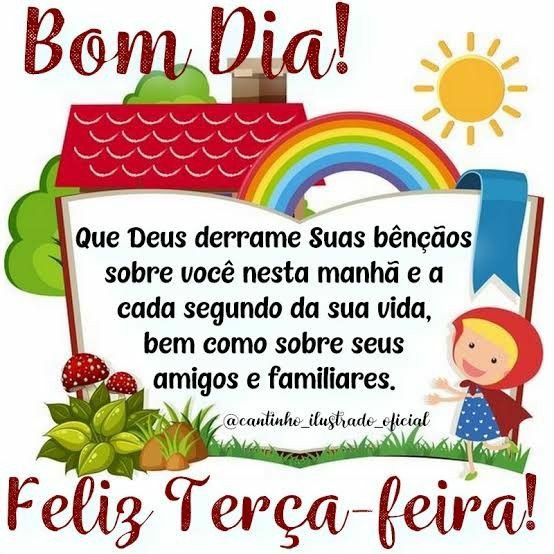 Bom Dia!
Que Deus derrame Suas bênçãos
sobre você nesta manhã e a
cada segundo da sua vida,
bem como sobre seus
amigos e familiares.
@cantinho_ilustrado_oficial
Feliz Terça-feira!